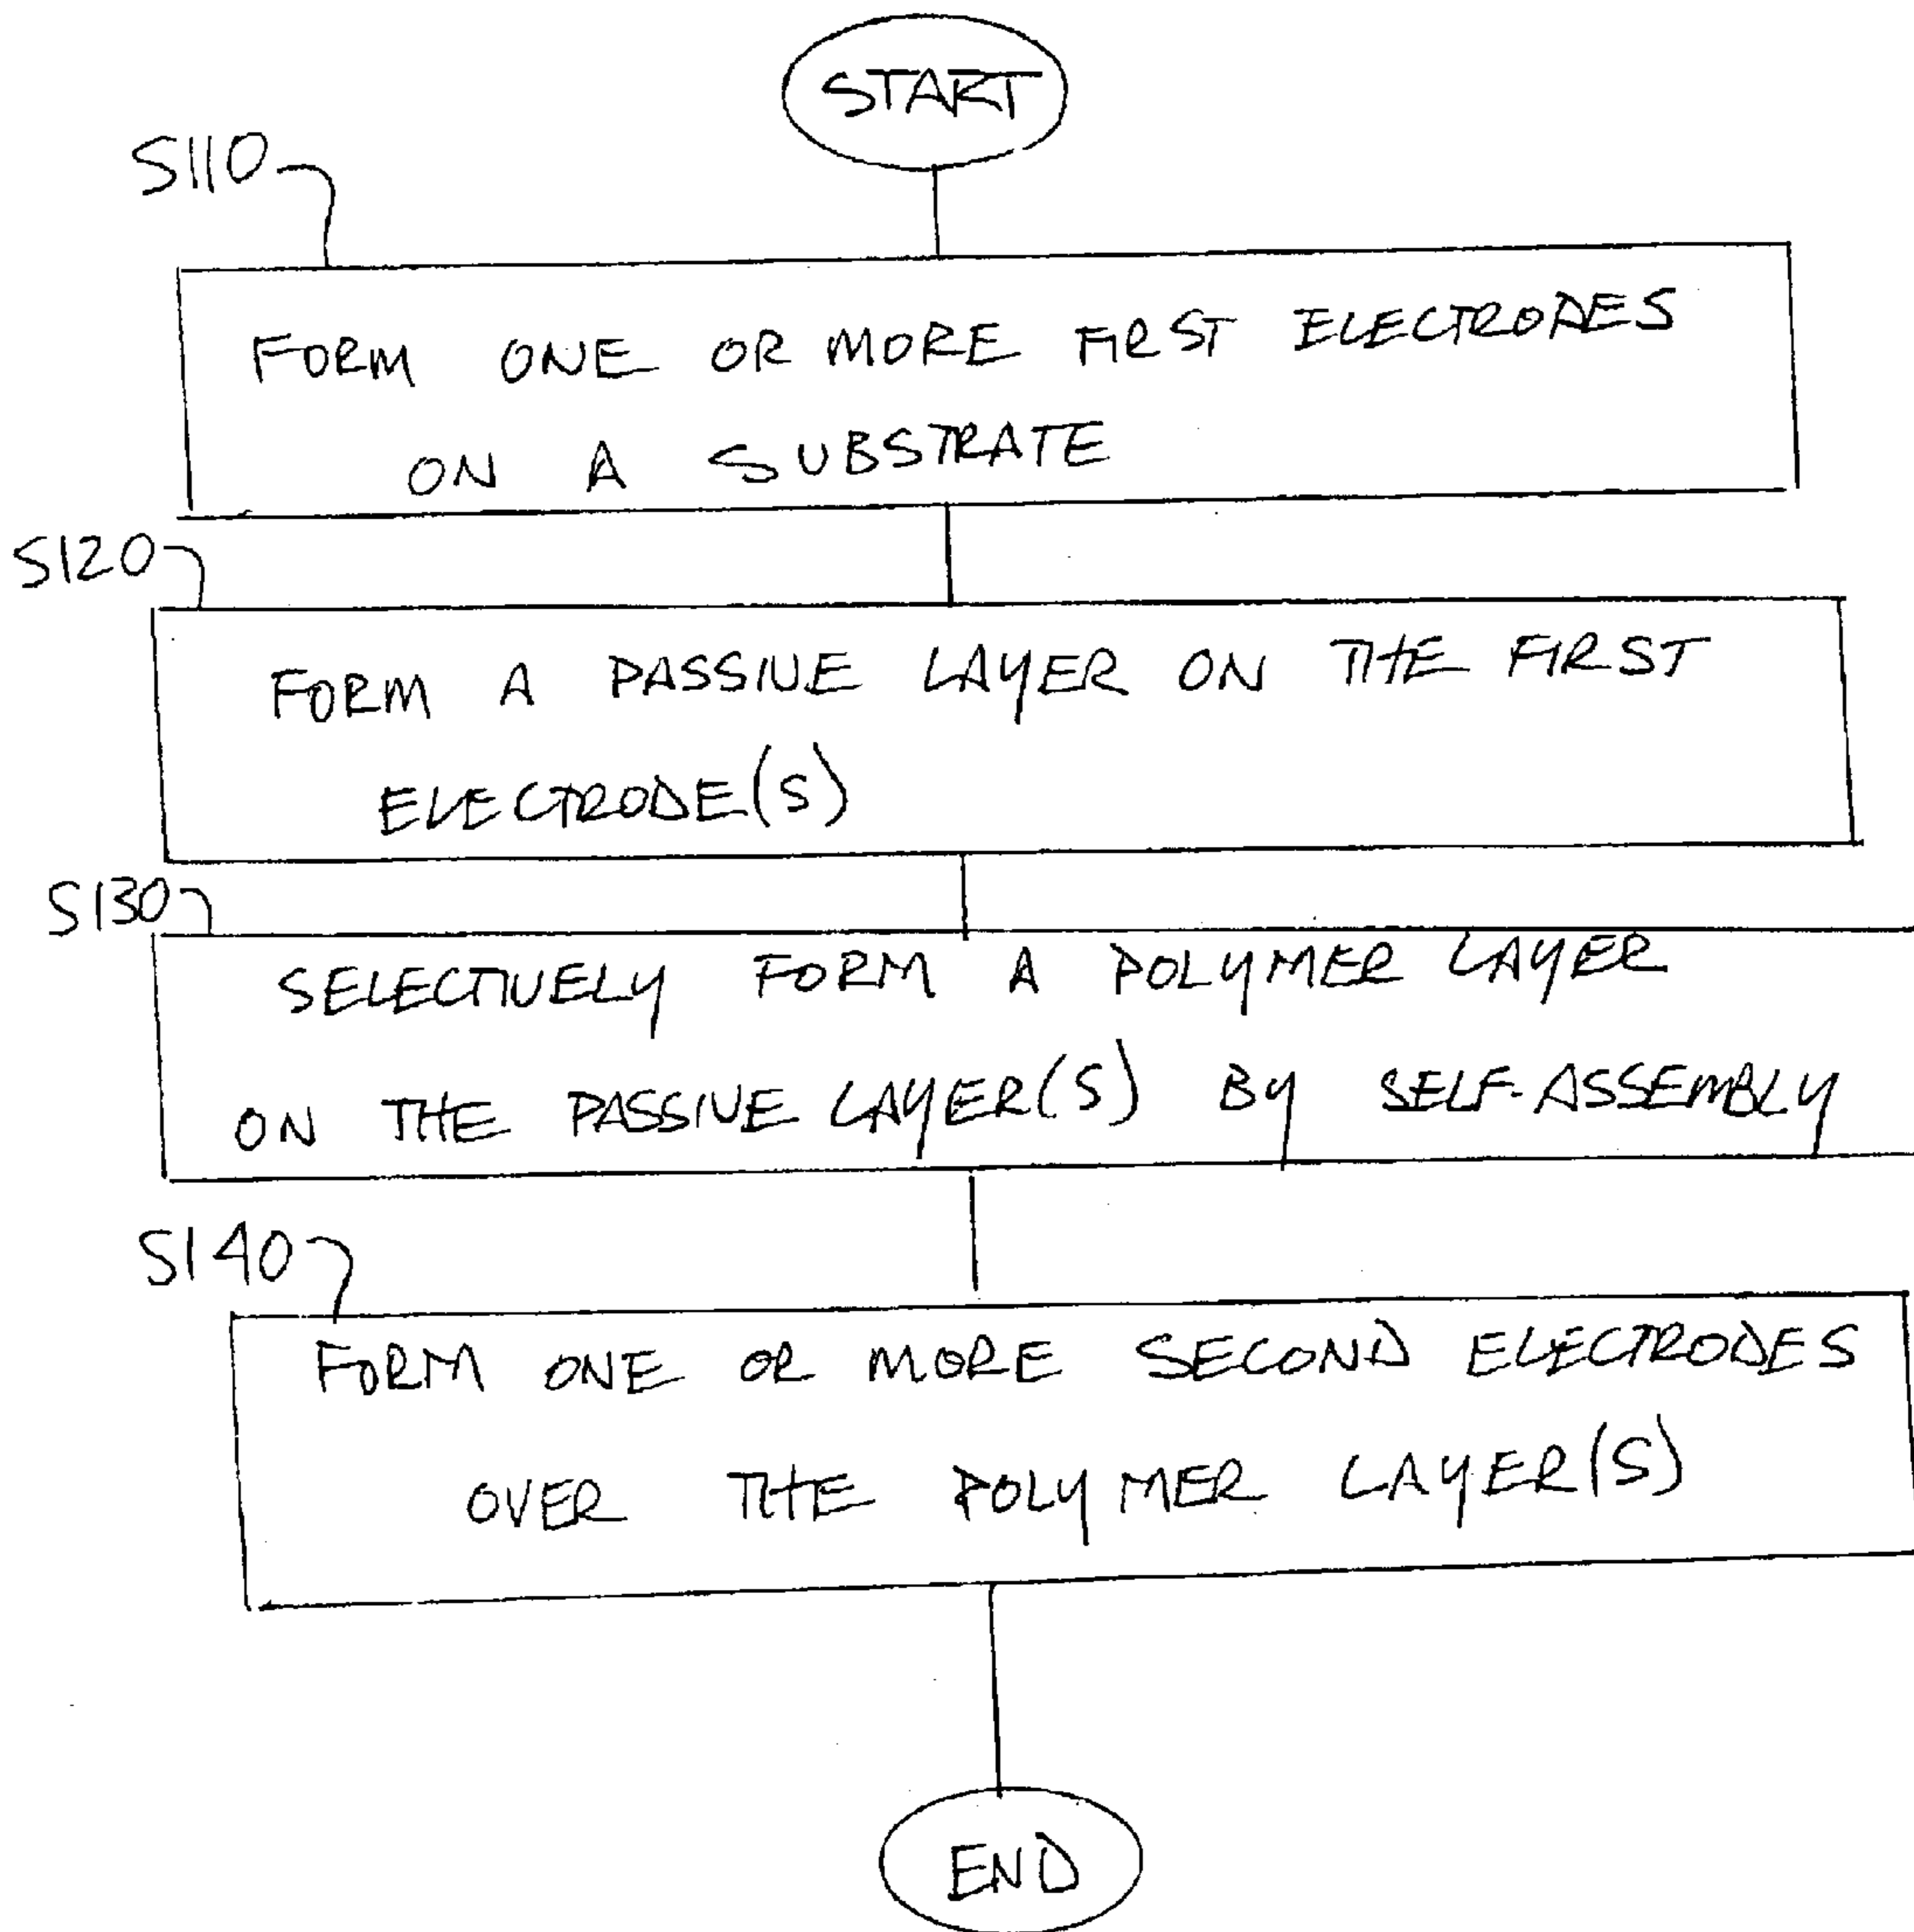 START
S110
FORM ONE OR MORE FIRST ELECTRODES
ON A SUBSTRATE
S120
FORM A PASSIVE LAYER ON THE FIRST
ELECTRODE(S)
S130
SELECTIVELY FORM A POLYMER LAYER
ON THE PASSIVE LAYER(S) BY SELF-ASSEMBLY
S140
FORM ONE OR MORE SECOND ELECTRODES
OVER THE POLYMER LAYER(S)
END